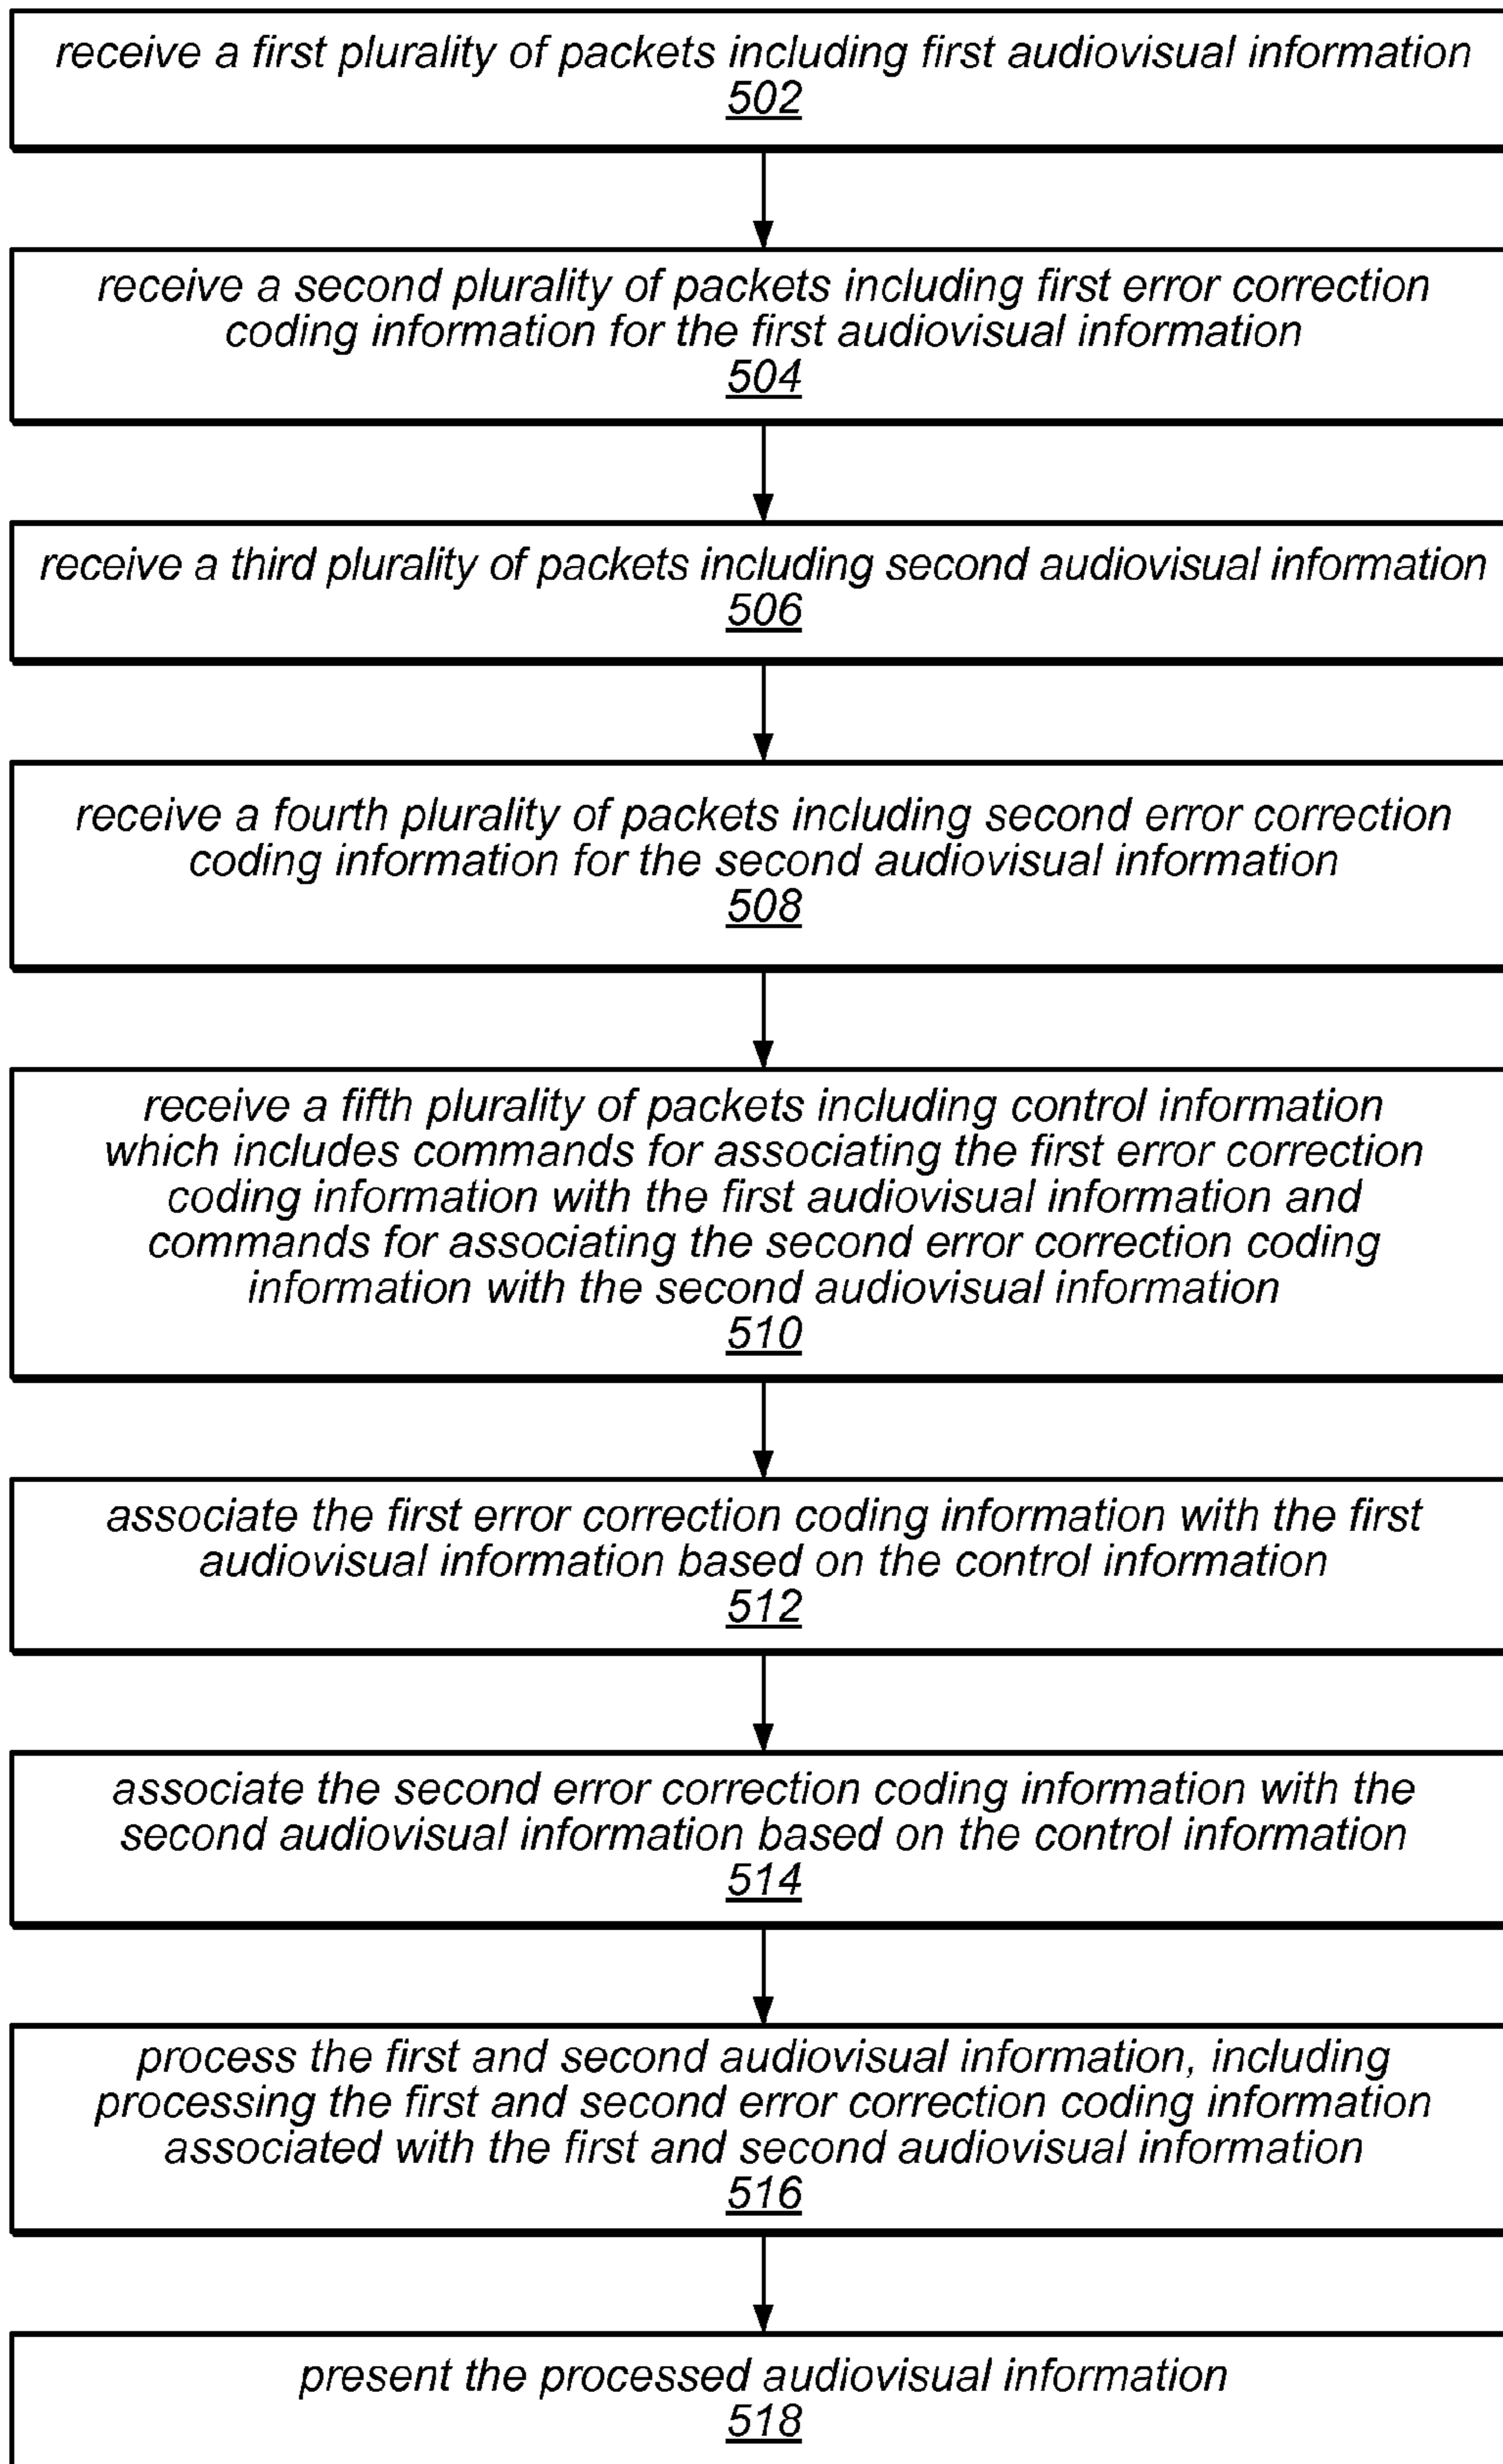 receive a first plurality of packets including first audiovisual information
502
receive a second plurality of packets including first error correction
coding information for the first audiovisual information
504
receive a third plurality of packets including second audiovisual information
506
receive a fourth plurality of packets including second error correction
coding information for the second audiovisual information
508
receive a fifth plurality of packets including control information
which includes commands for associating the first error correction
coding information with the first audiovisual information and
commands for associating the second error correction coding
information with the second audiovisual information
510
associate the first error correction coding information with the first
audiovisual information based on the control information
512
associate the second error correction coding information with the
second audiovisual information based on the control information
514
process the first and second audiovisual information, including
processing the first and second error correction coding information
associated with the first and second audiovisual information
516
present the processed audiovisual information
518